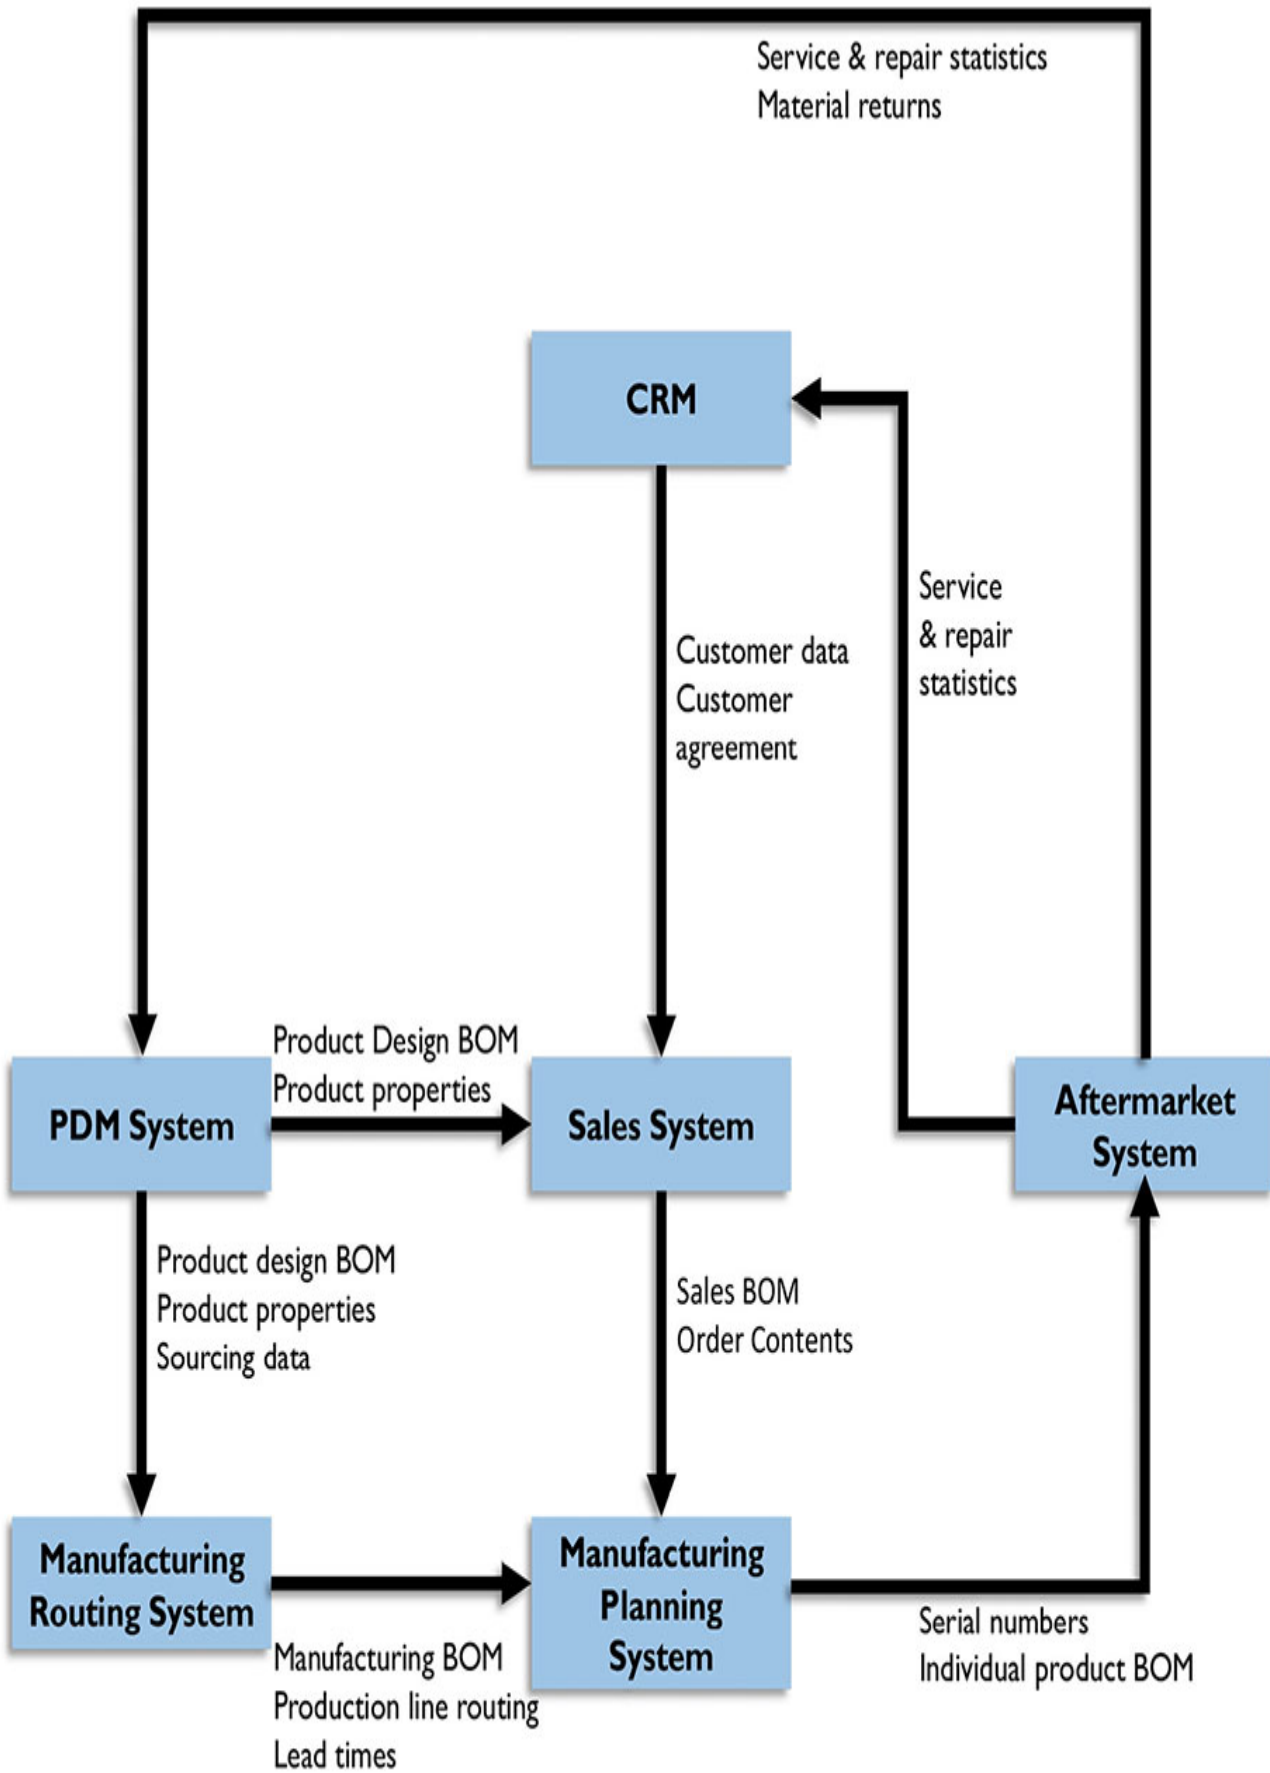 Service & repair statistics
Material returns
CRM
Service
& repair
statistics
Customer data
Customer
agreement
Product Design BOM
Product properties
PDM System
Sales System
Aftermarket
System
Product design BOM
Product properties
Sourcing data
Sales BOM
Order Contents
Manufacturing
Routing System
Manufacturing
Planning
System
Manufacturing BOM
Production line routing
Lead times
Serial numbers
Individual product BOM